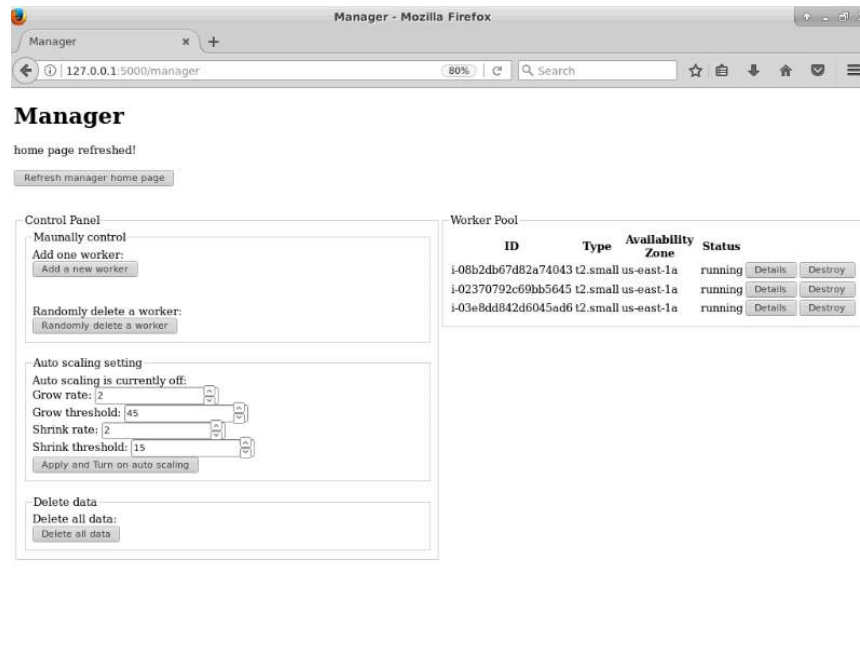 Manager - Mozilla Firefox
Manager
127.0.0.1:5000/manager
80%
Search
Manager
home page refreshed!
Refresh manager home page
Control Panel
Maunally control
Add one worker:
Add a new worker
Randomly delete a worker:
Randomly delete a worker
Auto scaling setting
Auto scaling is currently off:
Grow rate: 2
Grow threshold: 45
Shrink rate: 2
Shrink threshold: 15
Apply and Turn on auto scaling
Delete data
Delete all data:
Delete all data
Worker Pool
ID Type Availability Zone Status
i-08b2db67d82a74043 t2.small us-east-1a running Details Destroy
i-02370792c69bb5645 t2.small us-east-1a running Details Destroy
i-03e8dd842d6045ad6 t2.small us-east-1a running Details Destroy